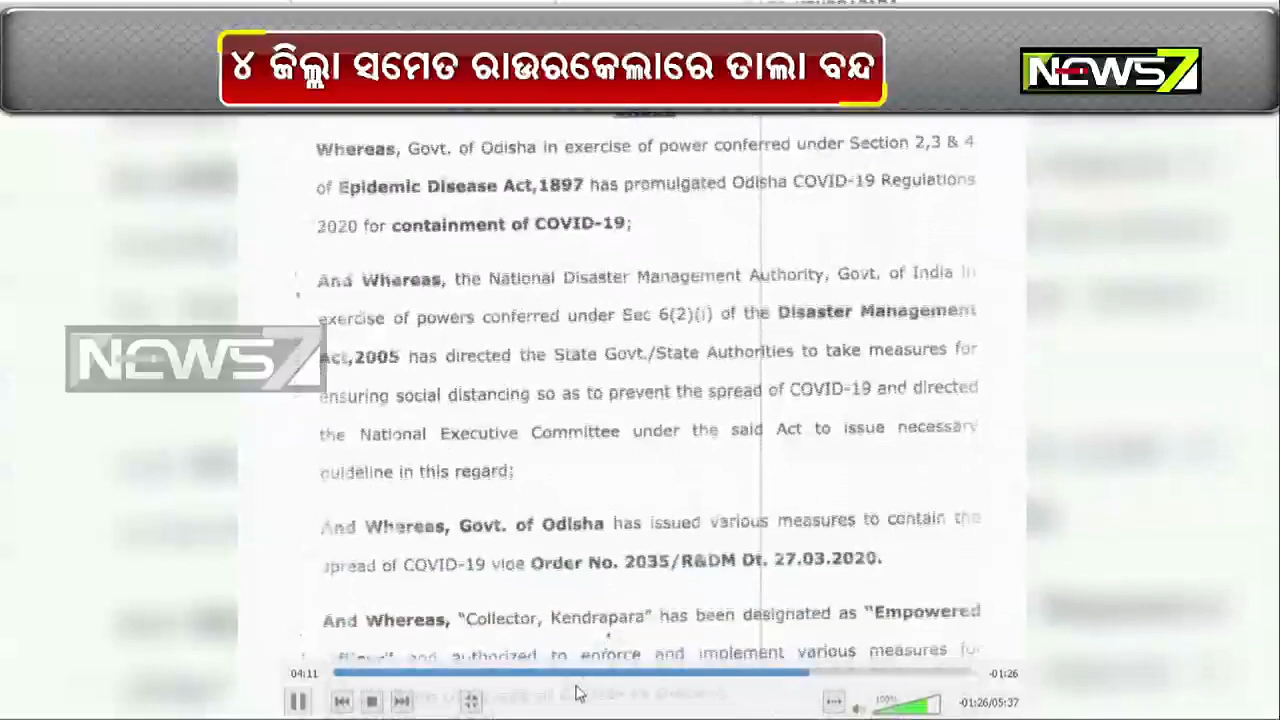 ୪ ଜିଲ୍ଲା ସମେତ ରାଉରକେଲାରେ ତାଲା ବନ୍ଦ
NEWS7
Whereas, Govt. of Odisha in exercise of power conferred under Section 2,3 & 4
of Epidemic Disease Act,1897 has promulgated Odisha COVID-19 Regulations
2020 for containment of COVID-19;
And Whereas, the National Disaster Management Authority, Govt. of India in
exercise of powers conferred under Sec 6(2)(i) of the Disaster Management
NEWS7
Act,2005 has directed the State Govt./State Authorities to take measures for
ensuring social distancing so as to prevent the spread of COVID-19 and directed
the National Executive Committee under the said Act to issue necessary
guideline in this regard;
And Whereas, Govt. of Odisha has issued various measures to contain the
spread of COVID-19 vide Order No. 2035/R&DM Dt. 27.03.2020.
And Whereas, "Collector, Kendrapara" has been designated as "Empowered
and authorized to enforce and implement various measures for
04:11
-01:26
100%
-01:26/05:37